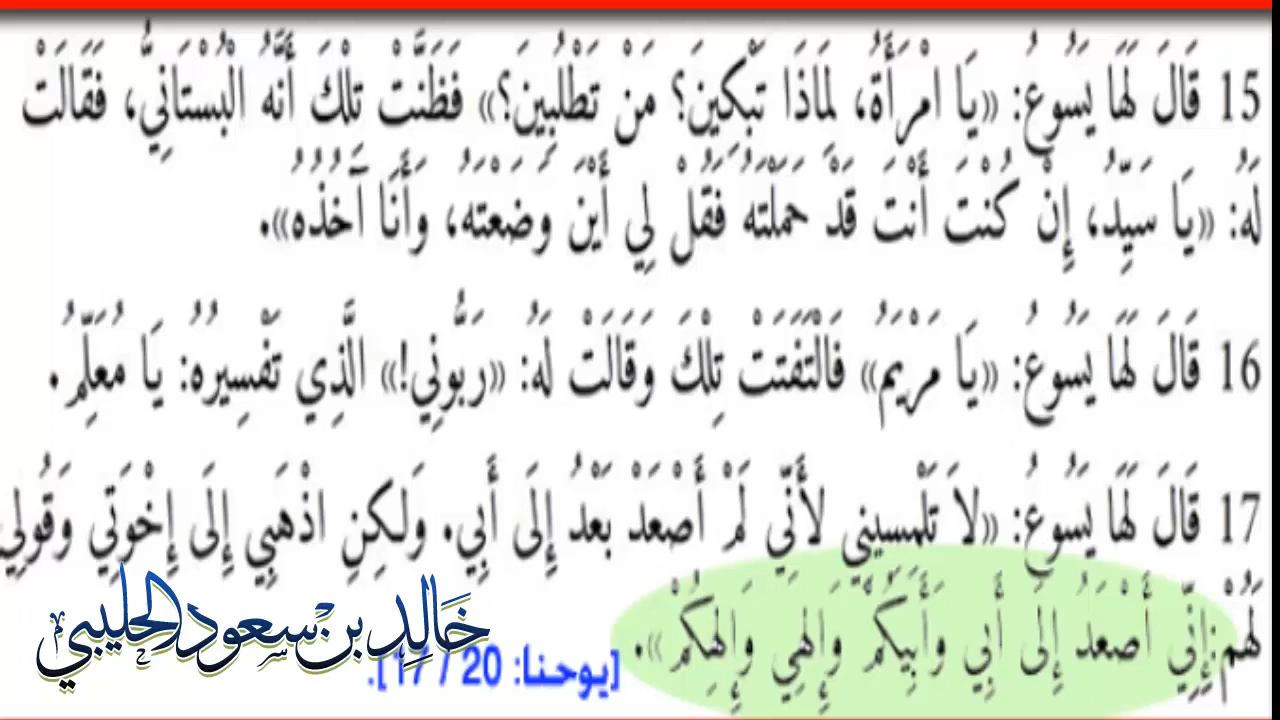 15 قَالَ لَهَا يَسُوعُ: «يَا امْرَأَةُ، لِمَاذَا تَبْكِينَ؟ مَنْ تَطْلُبِينَ؟» فَظَنَّتْ تِلْكَ أَنَّهُ الْبُسْتَانِيُّ، فَقَالَتْ
لَهُ: «يَا سَيِّدُ، إِنْ كُنْتَ أَنْتَ قَدْ حَمَلْتَهُ فَقُلْ لِي أَيْنَ وَضَعْتَهُ، وَأَنَا آخُذُهُ».
16 قَالَ لَهَا يَسُوعُ: «يَا مَرْيَمُ» فَالْتَفَتَتْ تِلْكَ وَقَالَتْ لَهُ: «رَبُّونِي!» الَّذِي تَفْسِيرُهُ: يَا مُعَلِّمُ.
17 قَالَ لَهَا يَسُوعُ: «لاَ تَلْمِسِينِي لأَنِّي لَمْ أَصْعَدْ بَعْدُ إِلَى أَبِي. وَلكِنِ اذْهَبِي إِلَى إِخْوَتِي وَقُولِي
لَهُمْ:إِنِّي أَصْعَدُ إِلَى أَبِي وَأَبِيكُمْ وَإِلهِي وَإِلهِكُمْ».
[يوحنا: 20 / 17].
خَالِد بن سعود الحليبي